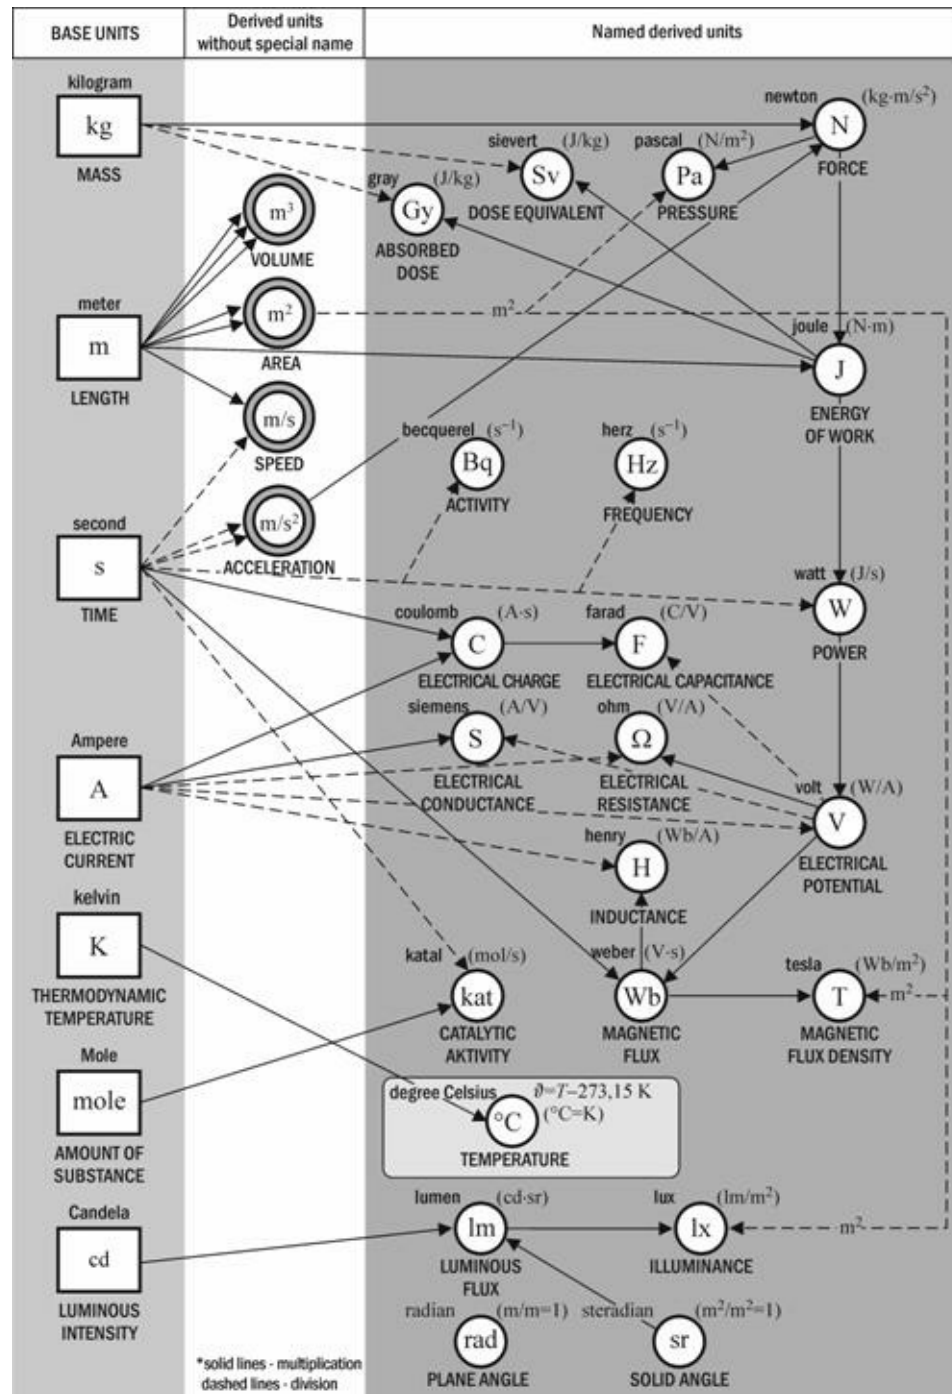 BASE UNITS
Derived units
without special name
Named derived units
kilogram
kg
MASS
m³
VOLUME
meter
m
LENGTH
m²
AREA
m/s
SPEED
second
s
TIME
m/s²
ACCELERATION
Ampere
A
ELECTRIC
CURRENT
kelvin
K
THERMODYNAMIC
TEMPERATURE
Mole
mole
AMOUNT OF
SUBSTANCE
Candela
cd
LUMINOUS
INTENSITY
*solid lines - multiplication
dashed lines - division
newton (kg·m/s²)
N
FORCE
sievert (J/kg)
Sv
DOSE EQUIVALENT
pascal (N/m²)
Pa
PRESSURE
gray (J/kg)
Gy
ABSORBED
DOSE
m²
joule (N·m)
J
ENERGY
OF WORK
becquerel (s⁻¹)
Bq
ACTIVITY
herz (s⁻¹)
Hz
FREQUENCY
watt (J/s)
W
POWER
coulomb (A·s)
C
ELECTRICAL CHARGE
farad (C/V)
F
ELECTRICAL CAPACITANCE
siemens (A/V)
S
ELECTRICAL
CONDUCTANCE
ohm (V/A)
Ω
ELECTRICAL
RESISTANCE
volt (W/A)
V
ELECTRICAL
POTENTIAL
henry (Wb/A)
H
INDUCTANCE
katal (mol/s)
kat
CATALYTIC
AKTIVITY
weber (V·s)
Wb
MAGNETIC
FLUX
tesla (Wb/m²)
T
m²
MAGNETIC
FLUX DENSITY
degree Celsius
ϑ=T–273,15 K
(°C=K)
°C
TEMPERATURE
lumen (cd·sr)
lm
LUMINOUS
FLUX
lux (lm/m²)
lx
m²
ILLUMINANCE
radian (m/m=1)
rad
PLANE ANGLE
steradian (m²/m²=1)
sr
SOLID ANGLE